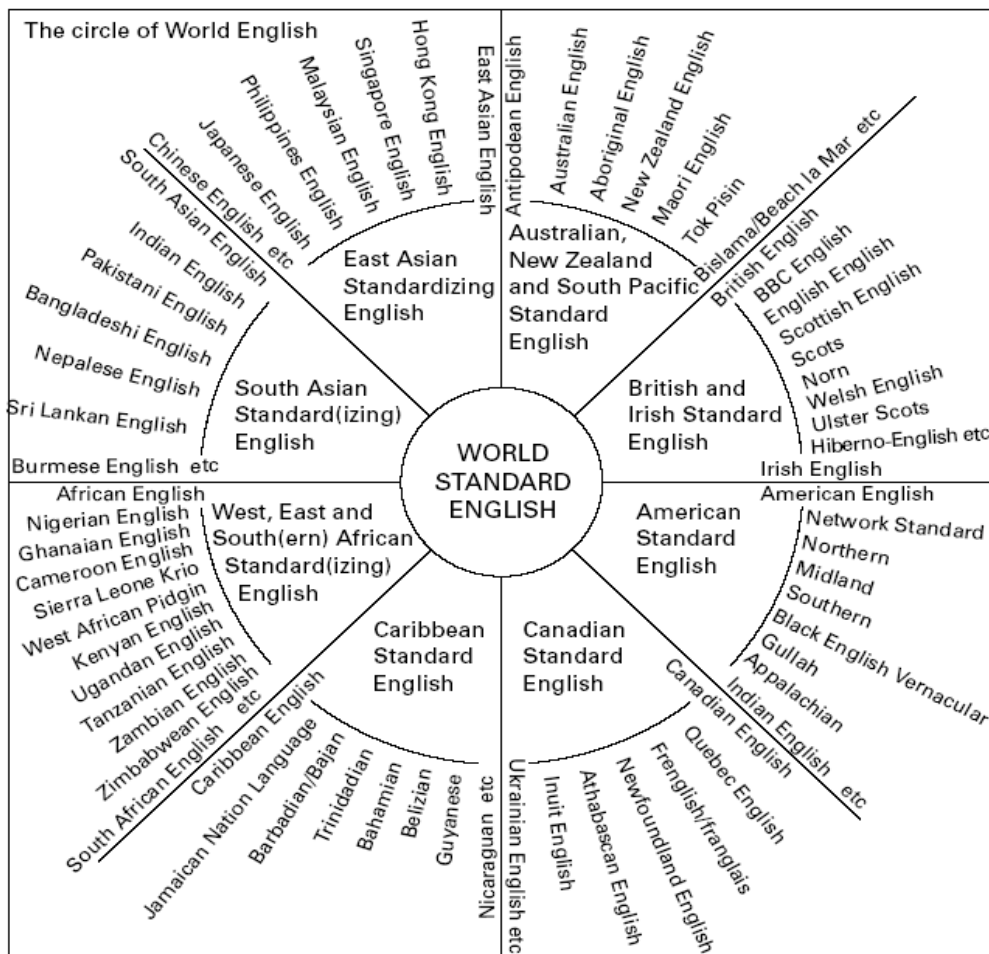 The circle of World English
WORLD
STANDARD
ENGLISH
Australian,
New Zealand
and South Pacific
Standard
English
Antipodean English
Australian English
Aboriginal English
New Zealand English
Maori English
Tok Pisin
Bislama/Beach la Mar etc
British and
Irish Standard
English
British English
BBC English
English English
Scottish English
Scots
Norn
Welsh English
Ulster Scots
Hiberno-English etc
Irish English
American
Standard
English
American English
Network Standard
Northern
Midland
Southern
Black English Vernacular
Gullah
Appalachian
Indian English etc
Canadian
Standard
English
Canadian English
Quebec English
Frenglish/franglais
Newfoundland English
Athabascan English
Inuit English
Ukrainian English etc
Caribbean
Standard
English
Caribbean English
Jamaican Nation Language
Barbadian/Bajan
Trinidadian
Bahamian
Belizian
Guyanese
Nicaraguan etc
West, East and
South(ern) African
Standard(izing)
English
African English
Nigerian English
Ghanaian English
Cameroon English
Sierra Leone Krio
West African Pidgin
Kenyan English
Ugandan English
Tanzanian English
Zambian English
Zimbabwean English
South African English etc
South Asian
Standard(izing)
English
South Asian English
Indian English
Pakistani English
Bangladeshi English
Nepalese English
Sri Lankan English
Burmese English etc
East Asian
Standardizing
English
East Asian English
Hong Kong English
Singapore English
Malaysian English
Philippines English
Japanese English
Chinese English etc